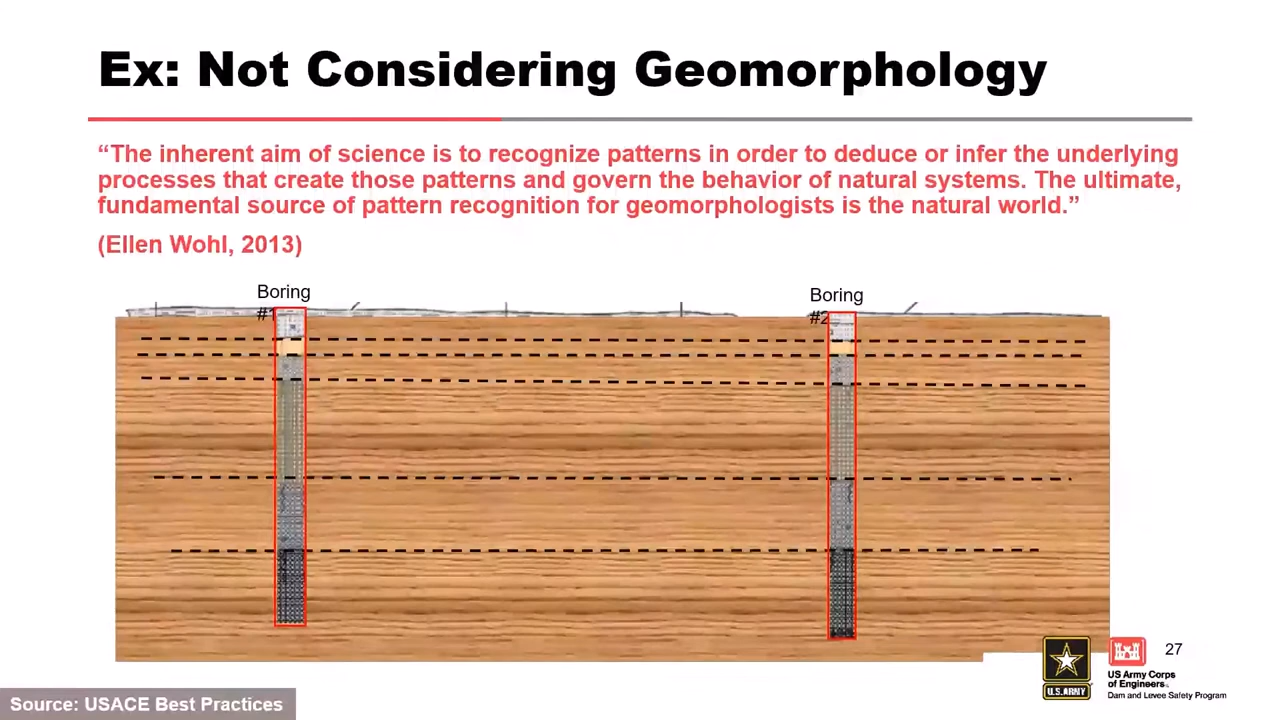 Ex: Not Considering Geomorphology
“The inherent aim of science is to recognize patterns in order to deduce or infer the underlying
processes that create those patterns and govern the behavior of natural systems. The ultimate,
fundamental source of pattern recognition for geomorphologists is the natural world.”
(Ellen Wohl, 2013)
Boring
#1
Boring
#2
27
U.S.ARMY
US Army Corps
of Engineers®
Dam and Levee Safety Program
Source: USACE Best Practices